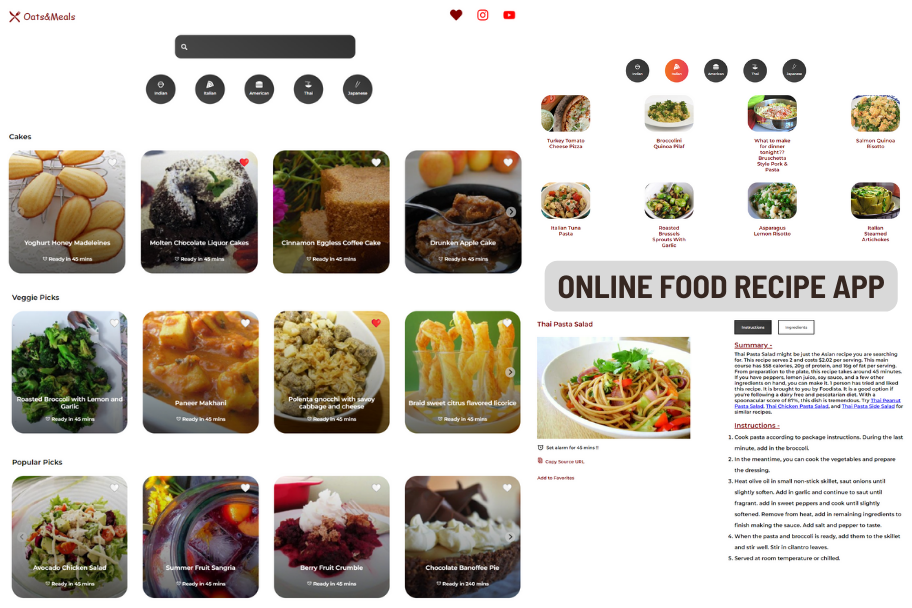 Oats&Meals
Indian
Italian
American
Thai
Japanese
Cakes
Yoghurt Honey Madeleines
Ready in 45 mins
Molten Chocolate Liquor Cakes
Ready in 45 mins
Cinnamon Eggless Coffee Cake
Ready in 45 mins
Drunken Apple Cake
Ready in 45 mins
Veggie Picks
Roasted Broccoli with Lemon and
Garlic
Ready in 45 mins
Paneer Makhani
Ready in 45 mins
Polenta gnocchi with savoy
cabbage and cheese
Ready in 45 mins
Braid sweet citrus flavored licorice
Ready in 45 mins
Popular Picks
Avocado Chicken Salad
Ready in 45 mins
Summer Fruit Sangria
Ready in 45 mins
Berry Fruit Crumble
Ready in 45 mins
Chocolate Banoffee Pie
Ready in 240 mins
Indian
Italian
American
Thai
Japanese
Turkey Tomato
Cheese Pizza
Broccolini
Quinoa Pilaf
What to make
for dinner
tonight??
Bruschetta
Style Pork &
Pasta
Salmon Quinoa
Risotto
Italian Tuna
Pasta
Roasted
Brussels
Sprouts With
Garlic
Asparagus
Lemon Risotto
Italian
Steamed
Artichokes
ONLINE FOOD RECIPE APP
Thai Pasta Salad
Set alarm for 45 mins !!
Copy Source URL
Add to Favorites
Instructions
Ingredients
Summary -
Thai Pasta Salad might be just the Asian recipe you are searching
for. This recipe serves 2 and costs $2.02 per serving. This main
course has 558 calories, 20g of protein, and 16g of fat per serving.
From preparation to the plate, this recipe takes around 45 minutes.
If you have peppers, lemon juice, soy sauce, and a few other
ingredients on hand, you can make it. 1 person has tried and liked
this recipe. It is brought to you by Foodista. It is a good option if
you're following a dairy free and pescatarian diet. With a
spoonacular score of 87%, this dish is tremendous. Try Thai Peanut
Pasta Salad, Thai Chicken Pasta Salad, and Thai Pasta Side Salad for
similar recipes.
Instructions -
1. Cook pasta according to package instructions. During the last
minute, add in the broccoli.
2. In the meantime, you can cook the vegetables and prepare
the dressing.
3. Heat olive oil in small non-stick skillet, saut onions until
slightly soften. Add in garlic and continue to saut until
fragrant. add in sweet peppers and cook until slightly
softened. Remove from heat, add in remaining ingredients to
finish making the sauce. Add salt and pepper to taste.
4. When the pasta and broccoli is ready, add them to the skillet
and stir well. Stir in cilantro leaves.
5. Served at room temperature or chilled.